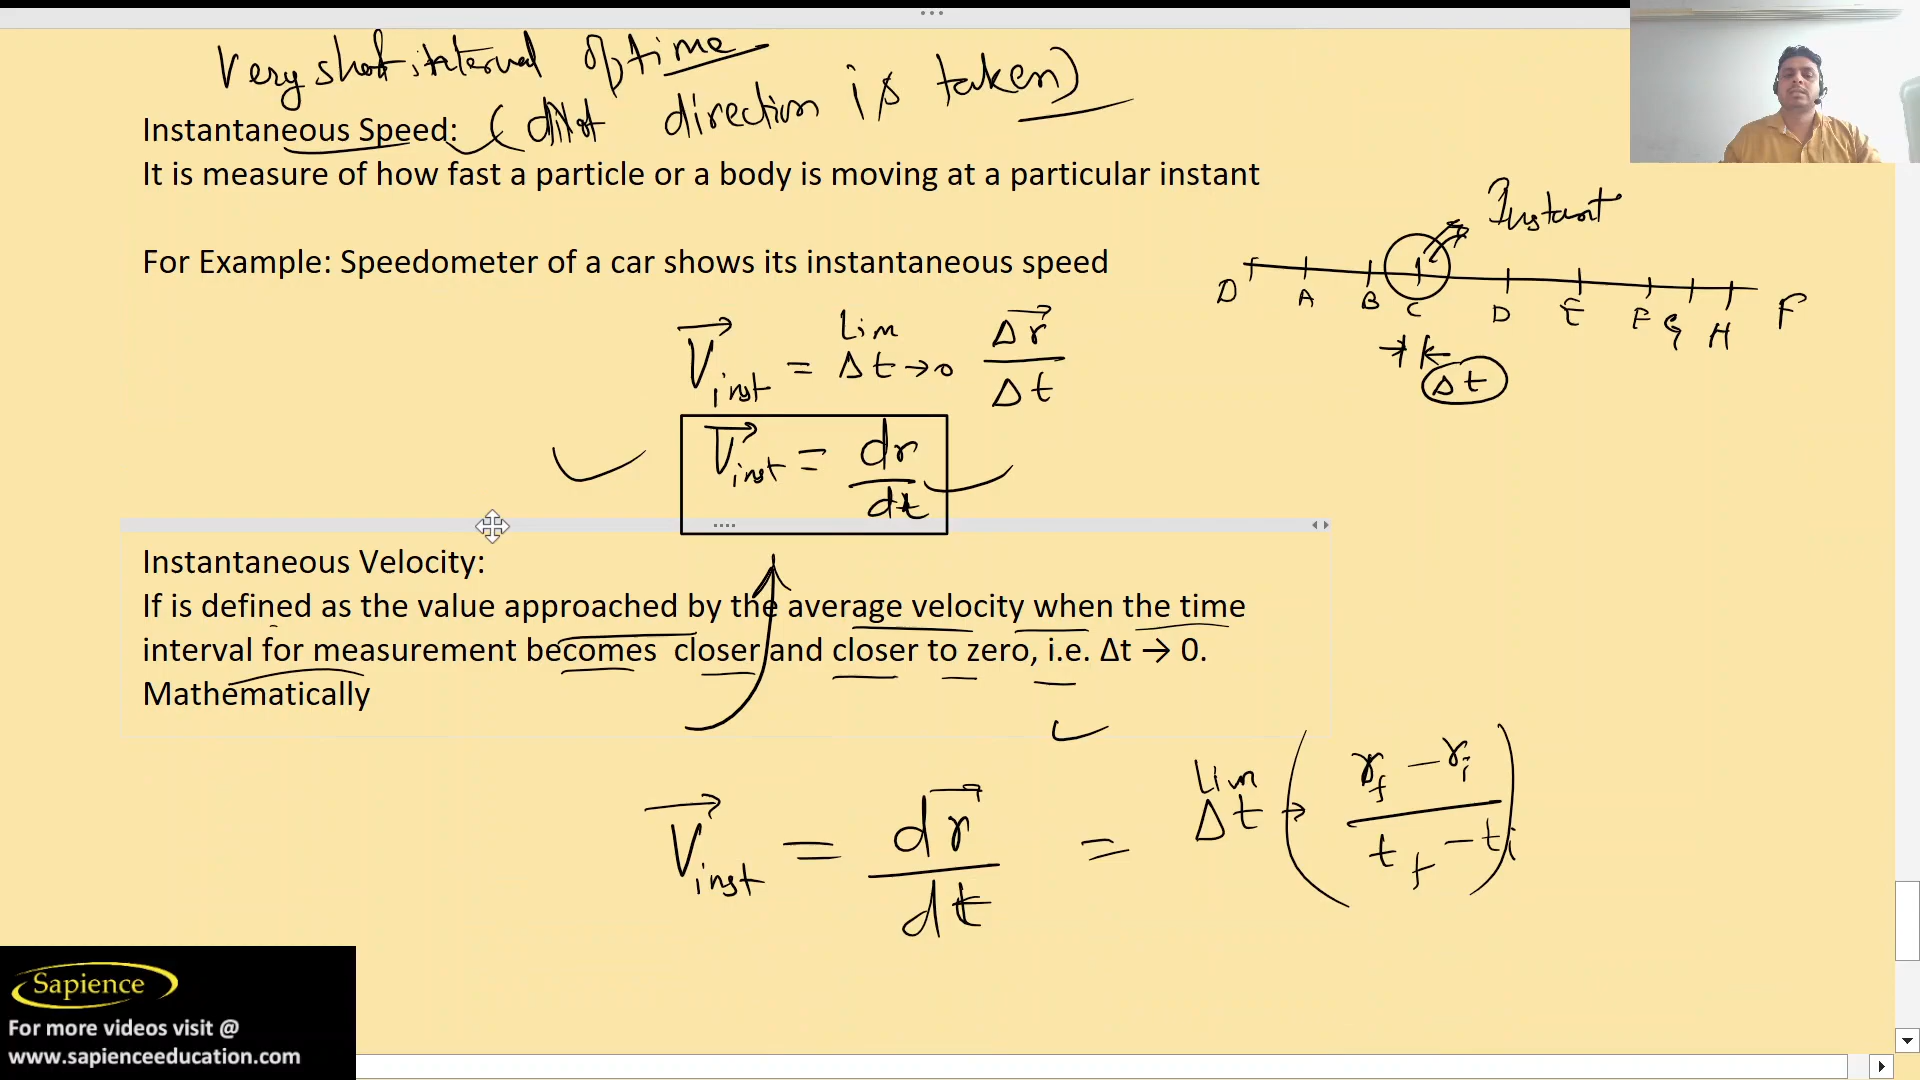 Very short interval of time
Instantaneous Speed: ( direction is taken)
It is measure of how fast a particle or a body is moving at a particular instant
Instant
For Example: Speedometer of a car shows its instantaneous speed
D A B C D E F G H F
Δt
V⃗inst = Lim Δt→0 Δr⃗/Δt
V⃗inst = dr/dt
Instantaneous Velocity:
If is defined as the value approached by the average velocity when the time
interval for measurement becomes closer and closer to zero, i.e. Δt → 0.
Mathematically
V⃗inst = dr⃗/dt = Lim Δt→ (rf − ri / tf − ti)
Sapience
For more videos visit @
www.sapienceeducation.com